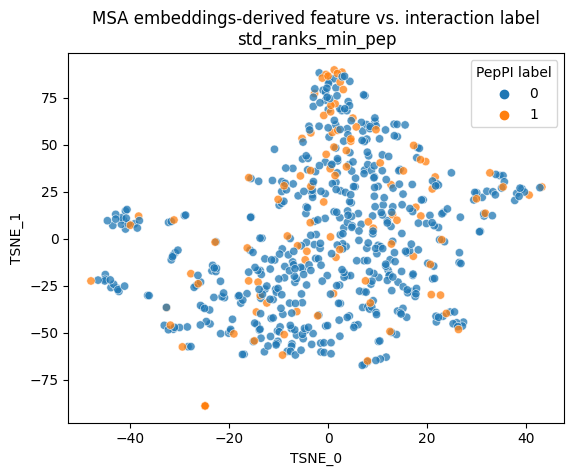 MSA embeddings-derived feature vs. interaction label
std_ranks_min_pep
PepPI label
0
1
TSNE_1
75
50
25
0
−25
−50
−75
−40
−20
0
20
40
TSNE_0